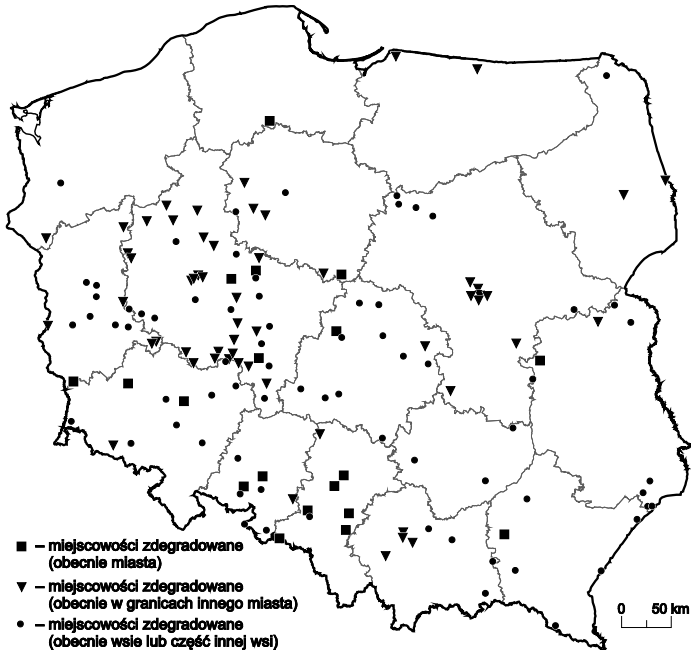 – miejscowości zdegradowane
(obecnie miasta)
– miejscowości zdegradowane
(obecnie w granicach innego miasta)
– miejscowości zdegradowane
(obecnie wsie lub część innej wsi)
0 50 km